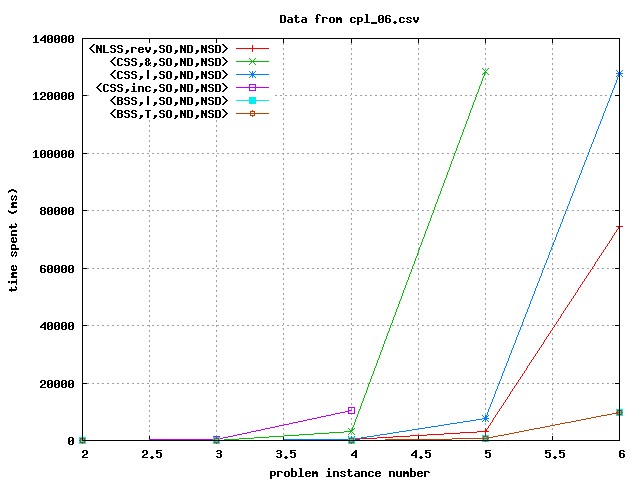 Data from cpl_06.csv
140000
120000
100000
80000
60000
40000
20000
0
<NLSS,rev,SO,ND,NSD>
<CSS,&,SO,ND,NSD>
<CSS,|,SO,ND,NSD>
<CSS,inc,SO,ND,NSD>
<BSS,|,SO,ND,NSD>
<BSS,T,SO,ND,NSD>
time spent (ms)
2 2.5 3 3.5 4 4.5 5 5.5 6
problem instance number